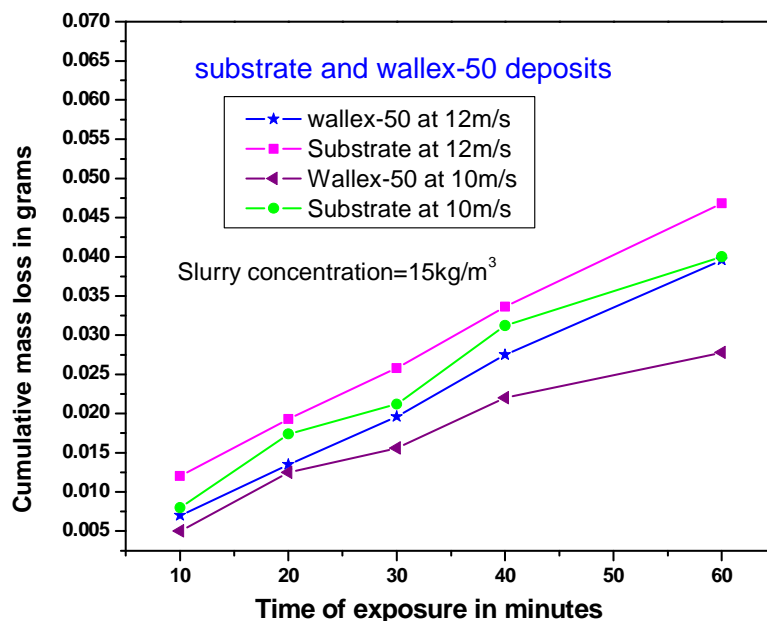 substrate and wallex-50 deposits
wallex-50 at 12m/s
Substrate at 12m/s
Wallex-50 at 10m/s
Substrate at 10m/s
Slurry concentration=15kg/m³
Cumulative mass loss in grams
0.070
0.065
0.060
0.055
0.050
0.045
0.040
0.035
0.030
0.025
0.020
0.015
0.010
0.005
10 20 30 40 50 60
Time of exposure in minutes